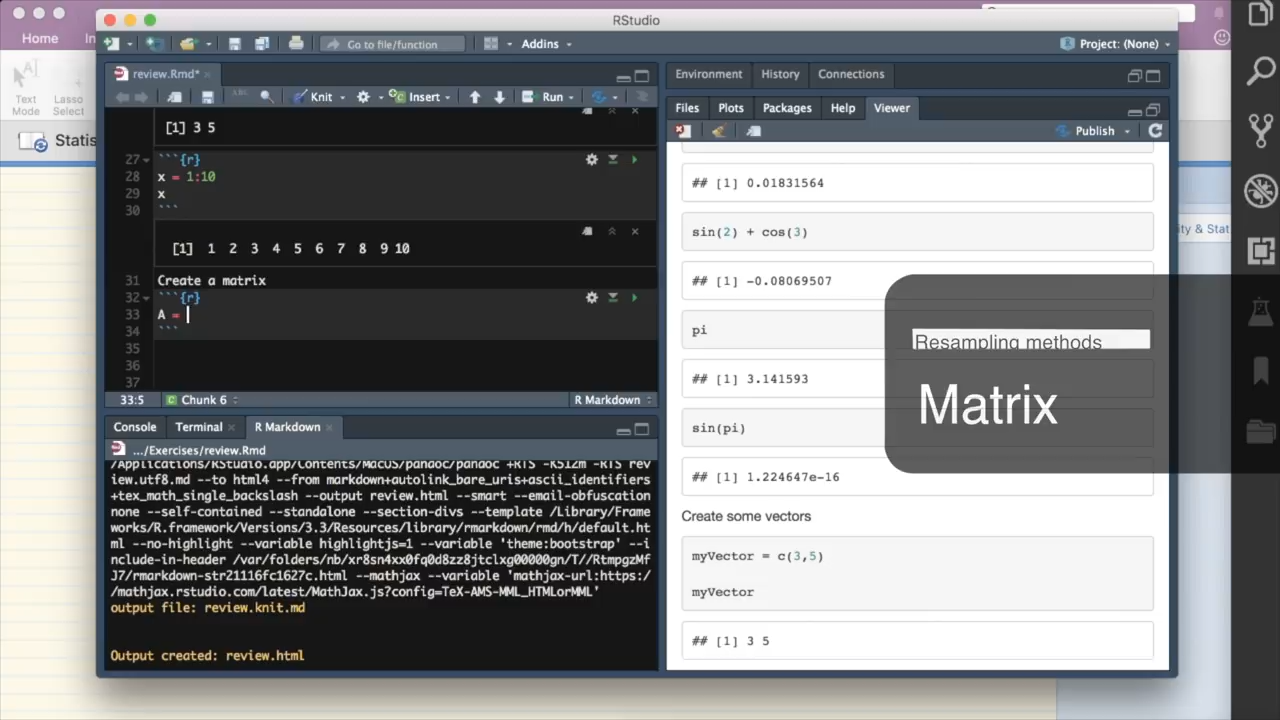 RStudio
Home
In
Text
Mode
Lasso
Select
Statis
Go to file/function
Addins
Project: (None)
review.Rmd*
ABC
Knit
Insert
Run
[1] 3 5
27
```{r}
28
x = 1:10
29
x
30
```
[1] 1 2 3 4 5 6 7 8 9 10
31
Create a matrix
32
```{r}
33
A =
34
```
35
36
37
33:5
Chunk 6
R Markdown
Console
Terminal
R Markdown
.../Exercises/review.Rmd
/Applications/RStudio.app/Contents/MacOS/pandoc/pandoc +RTS -K512m -RTS rev
iew.utf8.md --to html4 --from markdown+autolink_bare_uris+ascii_identifiers
+tex_math_single_backslash --output review.html --smart --email-obfuscation
none --self-contained --standalone --section-divs --template /Library/Frame
works/R.framework/Versions/3.3/Resources/library/rmarkdown/rmd/h/default.ht
ml --no-highlight --variable highlightjs=1 --variable 'theme:bootstrap' --i
nclude-in-header /var/folders/nb/xr8sn4xx0fq0d8zz8jtclxg00000gn/T//RtmpgzMf
J7/rmarkdown-str21116fc1627c.html --mathjax --variable 'mathjax-url:https:/
/mathjax.rstudio.com/latest/MathJax.js?config=TeX-AMS-MML_HTMLorMML'
output file: review.knit.md
Output created: review.html
Environment
History
Connections
Files
Plots
Packages
Help
Viewer
Publish
## [1] 0.01831564
sin(2) + cos(3)
## [1] -0.08069507
pi
## [1] 3.141593
sin(pi)
## [1] 1.224647e-16
Create some vectors
myVector = c(3,5)
myVector
## [1] 3 5
ity & Stat
Resampling methods
Matrix